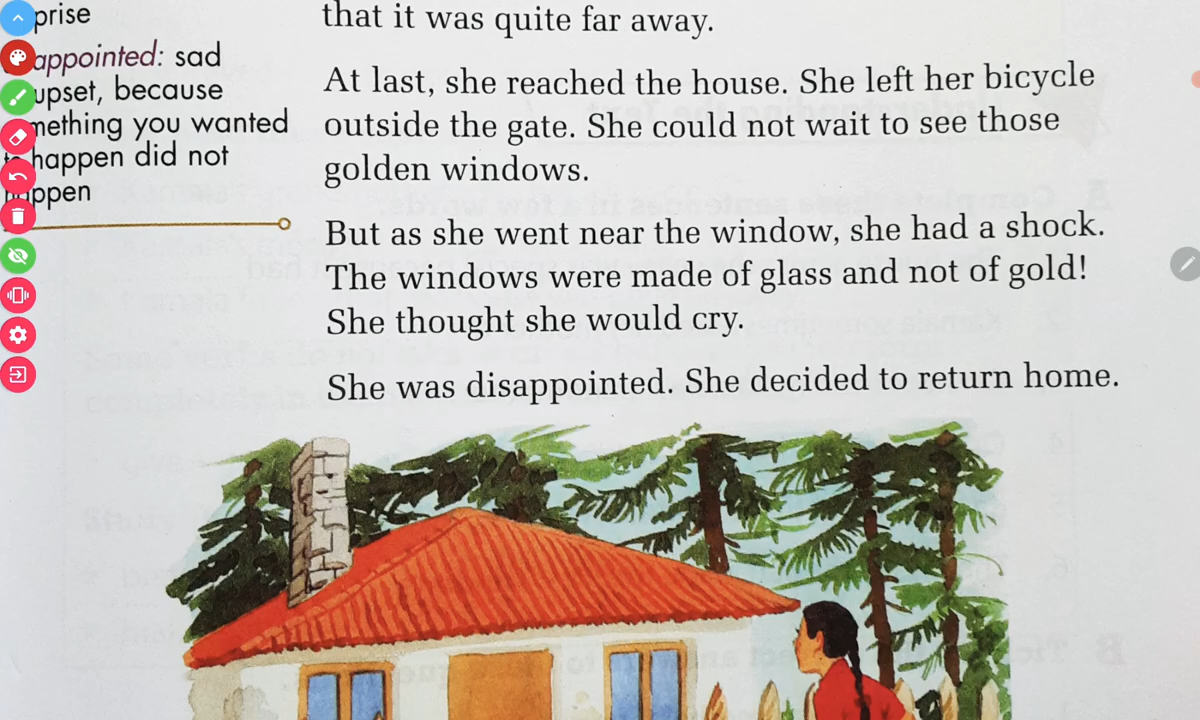 prise
appointed: sad
upset, because
mething you wanted
happen did not
ppen
that it was quite far away.
At last, she reached the house. She left her bicycle
outside the gate. She could not wait to see those
golden windows.
But as she went near the window, she had a shock.
The windows were made of glass and not of gold!
She thought she would cry.
She was disappointed. She decided to return home.